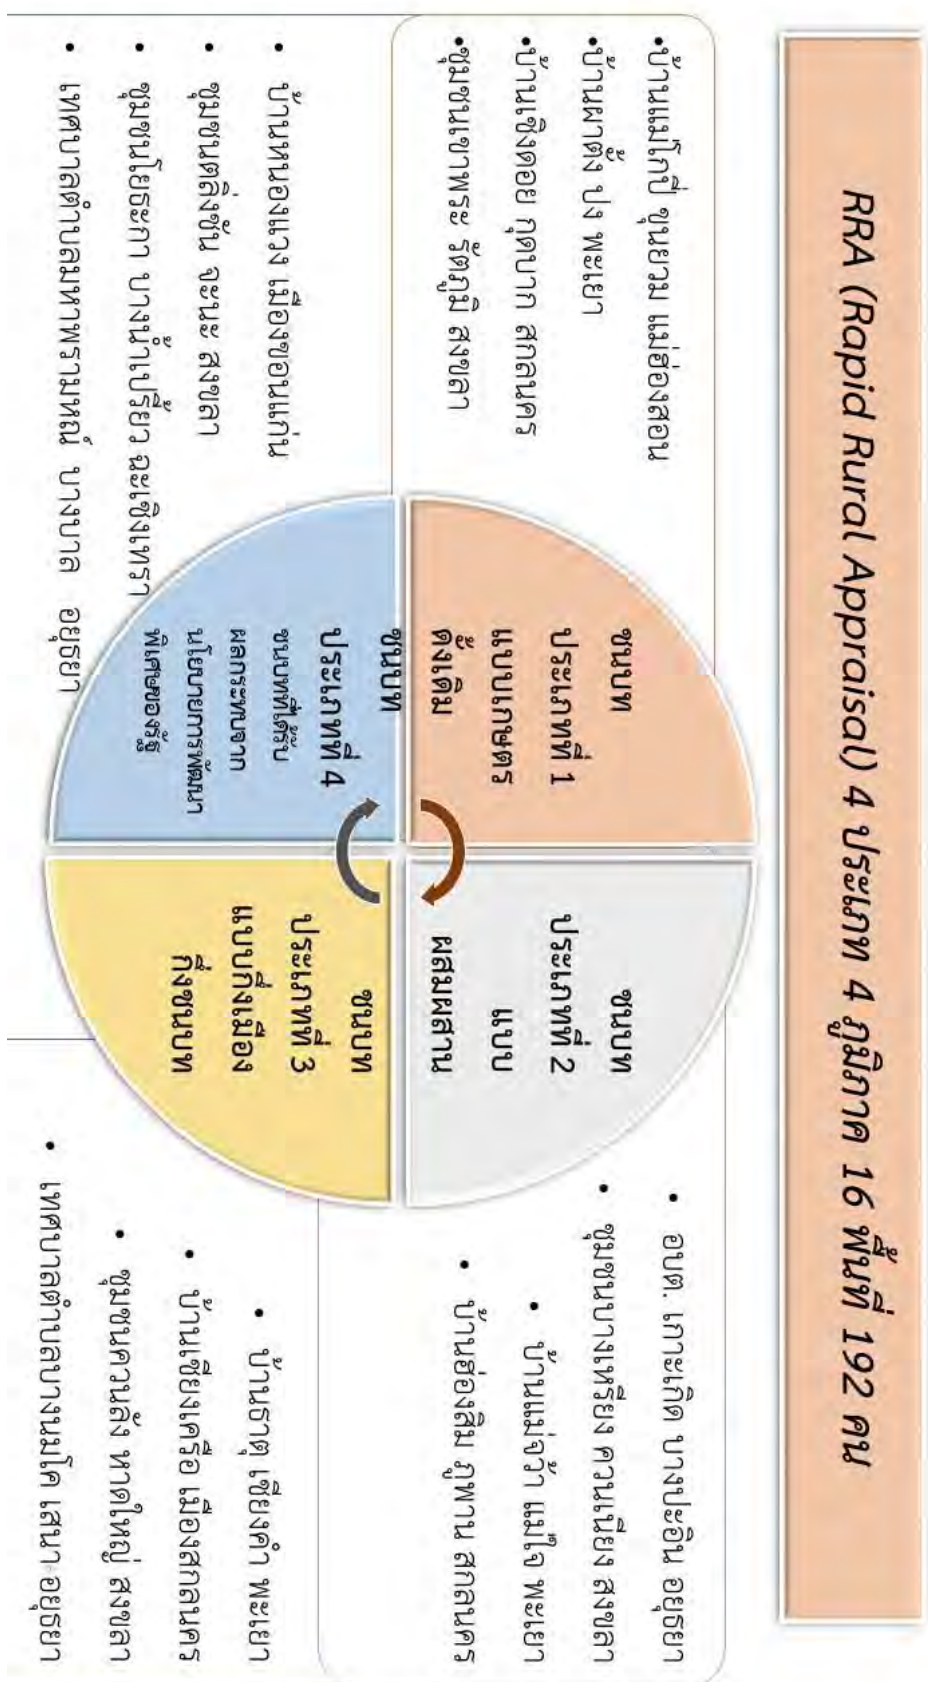 RRA (Rapid Rural Appraisal) 4 ประเภท 4 ภูมิภาค 16 พื้นที่ 192 คน
•บ้านแม่โกปี่ ขุนยวม แม่ฮ่องสอน
•บ้านผาตั้ง ปง พะเยา
•บ้านเชิงดอย กุดบาก สกลนคร
•ชุมชนเขาพระ รัตภูมิ สงขลา
ชนบท
ประเภทที่ 1
แบบเกษตร
ดั้งเดิม
ชนบท
ประเภทที่ 2
แบบ
ผสมผสาน
• อบต. เกาะเกิด บางปะอิน อยุธยา
• ชุมชนบางเหรียง ควนเนียง สงขลา
• บ้านแม่จว้า แม่ใจ พะเยา
• บ้านฮ่องสิม ภูพาน สกลนคร
• บ้านหนองแวง เมืองขอนแก่น
• ชุมชนตลิ่งชัน จะนะ สงขลา
• ชุมชนโยธะกา บางน้ำเปรี้ยว ฉะเชิงเทรา
• เทศบาลตำบลมหาพราหมณ์ บางบาล อยุธยา
ชนบท
ประเภทที่ 4
ชนบทที่ได้รับ
ผลกระทบจาก
นโยบายการพัฒนา
พิเศษของรัฐ
ชนบท
ประเภทที่ 3
แบบกึ่งเมือง
กึ่งชนบท
• บ้านธาตุ เชียงคำ พะเยา
• บ้านเชียงเครือ เมืองสกลนคร
• ชุมชนควนลัง หาดใหญ่ สงขลา
• เทศบาลตำบลบางนมโค เสนา อยุธยา